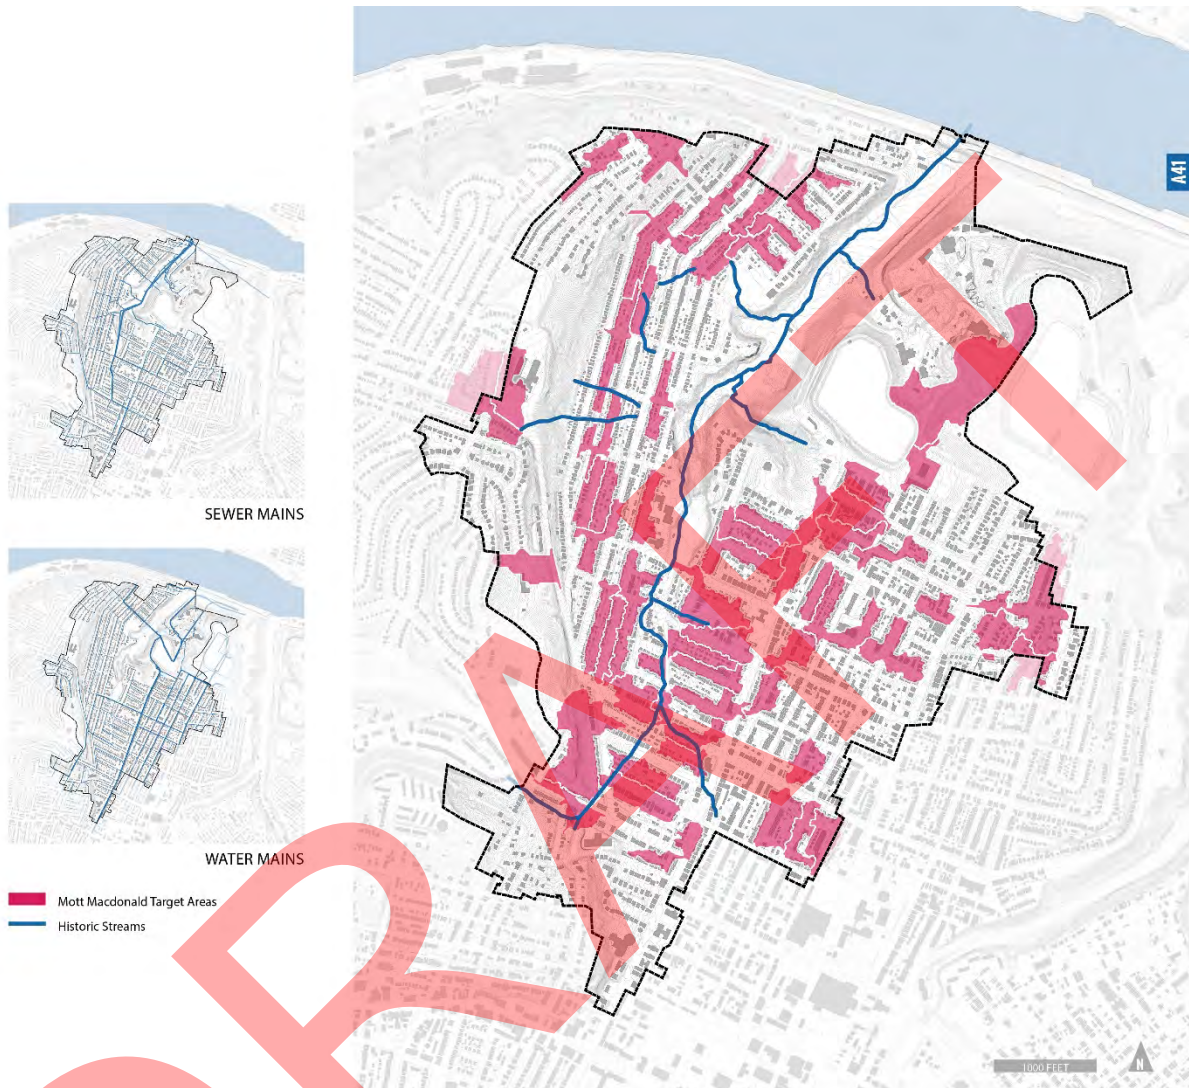 A41
SEWER MAINS
WATER MAINS
Mott Macdonald Target Areas
Historic Streams
DRAFT
1000 FEET
N